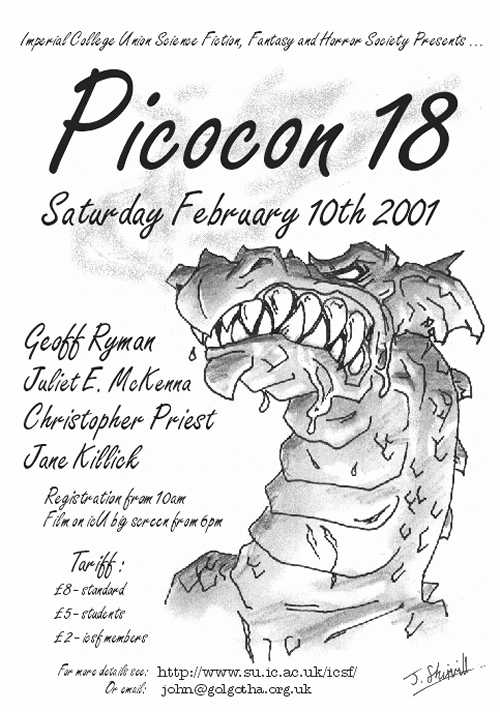 Imperial College Union Science Fiction, Fantasy and Horror Society Presents ...
Picocon 18
Saturday February 10th 2001
Geoff Ryman
Juliet E. McKenna
Christopher Priest
Jane Killick
Registration from 10am
Film on icU big screen from 6pm
Tariff :
£8 - standard
£5 - students
£2 - icsf members
For more details see: http://www.su.ic.ac.uk/icsf/
Or email: john@golgotha.org.uk
J.